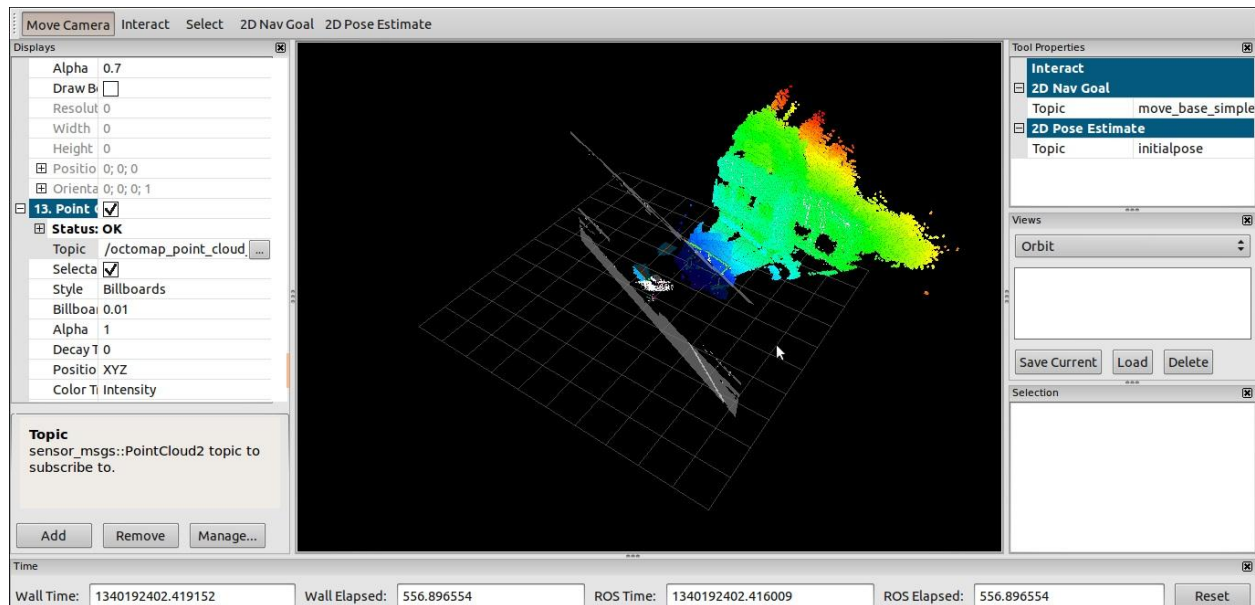 Move Camera Interact Select 2D Nav Goal 2D Pose Estimate
Displays
Alpha 0.7
Draw B
Resolut 0
Width 0
Height 0
Positio 0; 0; 0
Orienta 0; 0; 0; 1
13. Point
Status: OK
Topic /octomap_point_cloud ...
Selecta
Style Billboards
Billboa 0.01
Alpha 1
Decay T 0
Positio XYZ
Color T Intensity
Topic
sensor_msgs::PointCloud2 topic to
subscribe to.
Add Remove Manage...
Tool Properties
Interact
2D Nav Goal
Topic move_base_simple
2D Pose Estimate
Topic initialpose
Views
Orbit
Save Current Load Delete
Selection
Time
Wall Time: 1340192402.419152 Wall Elapsed: 556.896554 ROS Time: 1340192402.416009 ROS Elapsed: 556.896554 Reset